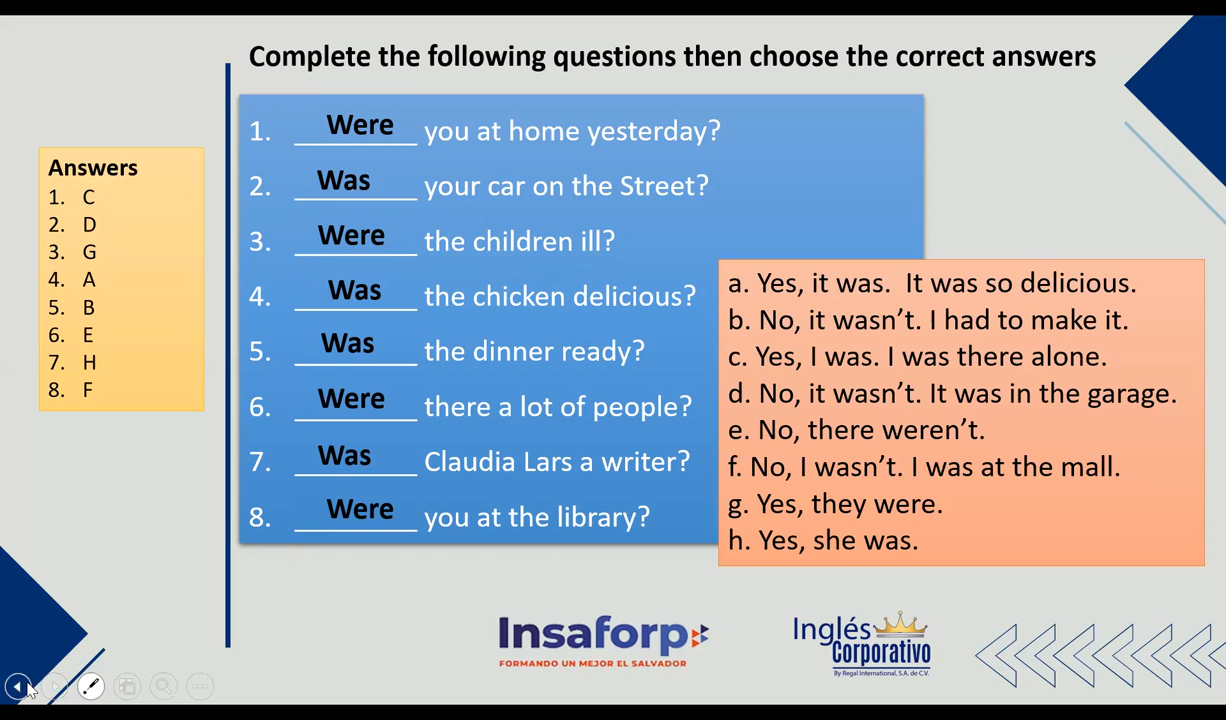 Complete the following questions then choose the correct answers
Answers
1. C
2. D
3. G
4. A
5. B
6. E
7. H
8. F
1. Were you at home yesterday?
2. Was your car on the Street?
3. Were the children ill?
4. Was the chicken delicious?
5. Was the dinner ready?
6. Were there a lot of people?
7. Was Claudia Lars a writer?
8. Were you at the library?
a. Yes, it was.  It was so delicious.
b. No, it wasn’t. I had to make it.
c. Yes, I was. I was there alone.
d. No, it wasn’t. It was in the garage.
e. No, there weren’t.
f. No, I wasn’t. I was at the mall.
g. Yes, they were.
h. Yes, she was.
Insaforp
FORMANDO UN MEJOR EL SALVADOR
Inglés
Corporativo
By Regal International, S.A. de C.V.